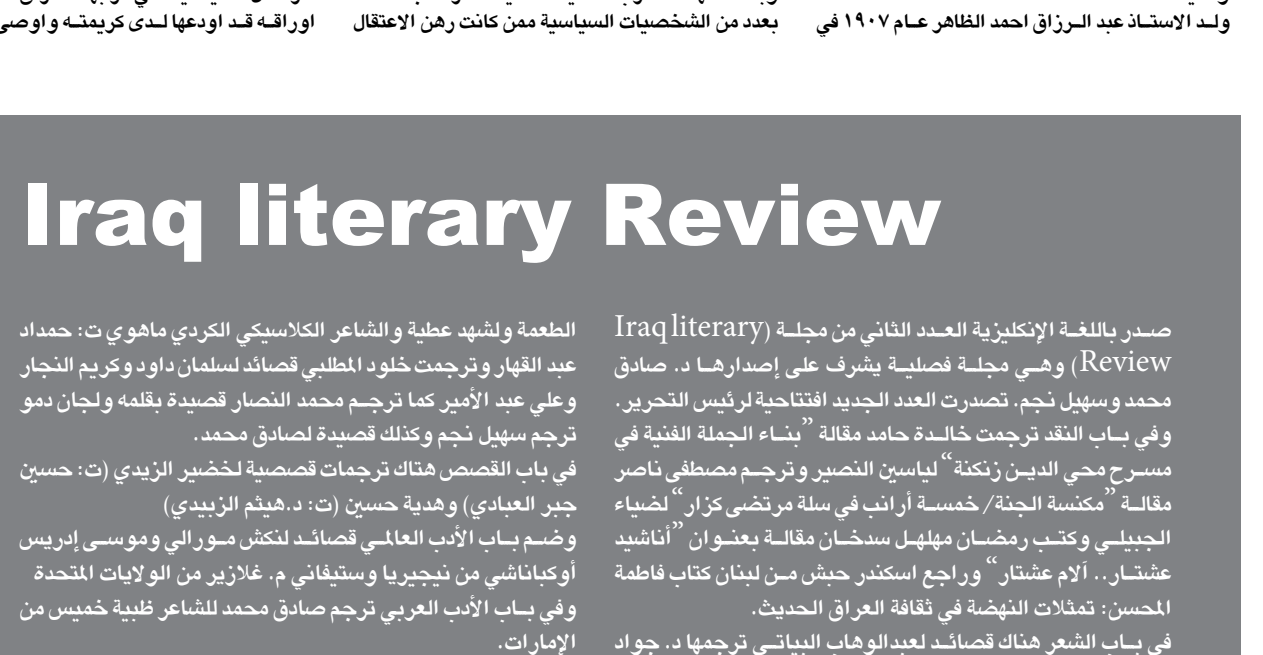 ولـد الاستـاذ عبد الـرزاق احمد الظاهر عـام ١٩٠٧ في
بعدد من الشخصيات السياسية ممن كانت رهن الاعتقال
اوراقـه قـد اودعها لـدى كريمتـه واوصى
Iraq literary Review
صـدر باللغـة الإنكليزية العـدد الثاني من مجلـة (Iraq literary
Review) وهـي مجلـة فصليـة يشرف على إصدارهـا د. صادق
محمد وسهيل نجم. تصدرت العدد الجديد افتتاحية لرئيس التحرير.
وفي بـاب النقد ترجمت خالـدة حامد مقالة ”بنـاء الجملة الفنية في
مسـرح محي الديـن زنكنة“ لياسين النصير وترجـم مصطفى ناصر
مقالـة ”مكنسة الجنة/ خمسـة أرانب في سلة مرتضى كزار“ لضياء
الجبيلـي وكتـب رمضـان مهلهـل سدخـان مقالـة بعنـوان ”أناشيد
عشتـار.. آلام عشتار“ وراجع اسكندر حبش مـن لبنان كتاب فاطمة
المحسن: تمثلات النهضة في ثقافة العراق الحديث.
في بـاب الشعر هناك قصائـد لعبدالوهاب البياتـي ترجمها د. جواد
الطعمة ولشهد عطية والشاعر الكلاسيكي الكردي ماهوي ت: حمداد
عبد القهار وترجمت خلود المطلبي قصائد لسلمان داود وكريم النجار
وعلي عبد الأمير كما ترجـم محمد النصار قصيدة بقلمه ولجان دمو
ترجم سهيل نجم وكذلك قصيدة لصادق محمد.
في باب القصص هتاك ترجمات قصصية لخضير الزيدي (ت: حسين
جبر العبادي) وهدية حسين (ت: د.هيثم الزبيدي)
وضـم بـاب الأدب العالمـي قصائـد لنكش مـورالي وموسـى إدريس
أوكباناشي من نيجيريا وستيفاني م. غلازير من الولايات المتحدة
وفي بـاب الأدب العربي ترجم صادق محمد للشاعر ظبية خميس من
الإمارات.